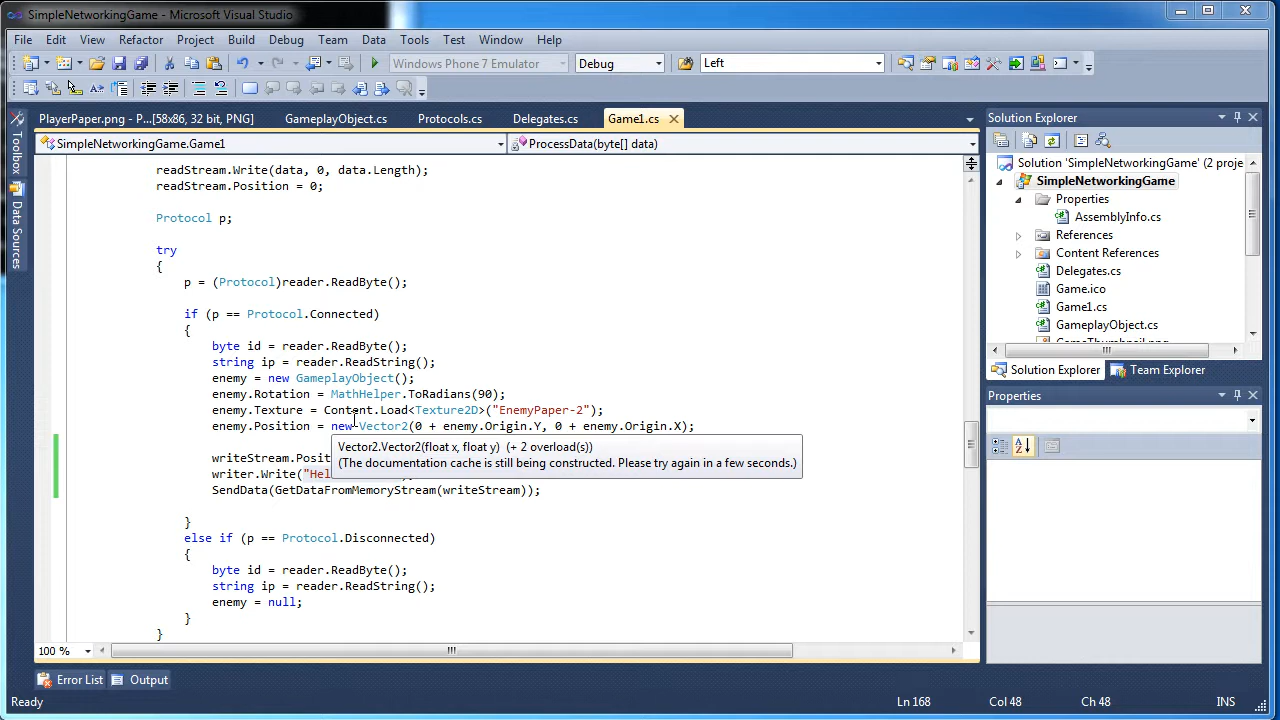 SimpleNetworkingGame - Microsoft Visual Studio
File Edit View Refactor Project Build Debug Team Data Tools Test Window Help
Windows Phone 7 Emulator Debug Left
PlayerPaper.png - P...[58x86, 32 bit, PNG] GameplayObject.cs Protocols.cs Delegates.cs Game1.cs
SimpleNetworkingGame.Game1 ProcessData(byte[] data)
Toolbox
Data Sources
readStream.Write(data, 0, data.Length);
readStream.Position = 0;
Protocol p;
try
{
p = (Protocol)reader.ReadByte();
if (p == Protocol.Connected)
{
byte id = reader.ReadByte();
string ip = reader.ReadString();
enemy = new GameplayObject();
enemy.Rotation = MathHelper.ToRadians(90);
enemy.Texture = Content.Load<Texture2D>("EnemyPaper-2");
enemy.Position = new Vector2(0 + enemy.Origin.Y, 0 + enemy.Origin.X);
Vector2.Vector2(float x, float y) (+ 2 overload(s))
(The documentation cache is still being constructed. Please try again in a few seconds.)
writeStream.Posit
writer.Write("Hel
SendData(GetDataFromMemoryStream(writeStream));
}
else if (p == Protocol.Disconnected)
{
byte id = reader.ReadByte();
string ip = reader.ReadString();
enemy = null;
}
}
100 %
Solution Explorer
Solution 'SimpleNetworkingGame' (2 proje
SimpleNetworkingGame
Properties
AssemblyInfo.cs
References
Content References
Delegates.cs
Game.ico
Game1.cs
GameplayObject.cs
GameThumbnail.png
Solution Explorer Team Explorer
Properties
Error List Output
Ready Ln 168 Col 48 Ch 48 INS